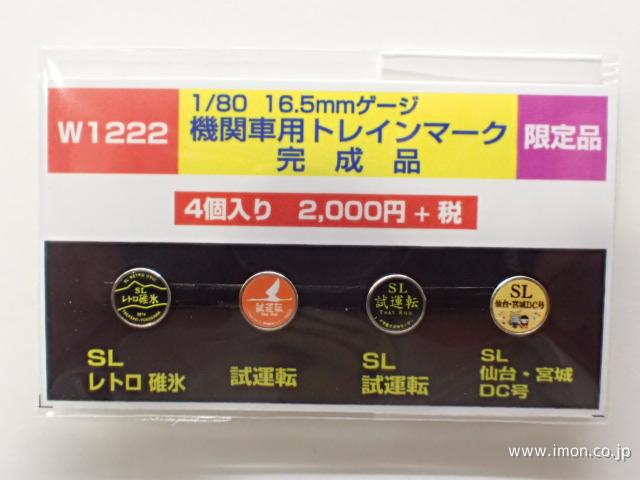 W1222
1/80 16.5mmゲージ
機関車用トレインマーク
完成品
限定品
4個入り 2,000円+税
SL
レトロ碓氷
試運転
SL
試運転
SL
仙台・宮城DC号
SL
レトロ 碓氷
試運転
SL
試運転
SL
仙台・宮城
DC号
www.imon.co.jp